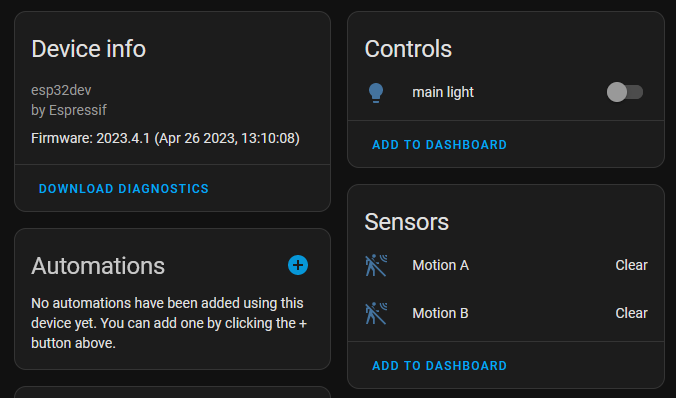 Device info
esp32dev
by Espressif
Firmware: 2023.4.1 (Apr 26 2023, 13:10:08)
DOWNLOAD DIAGNOSTICS
Automations
No automations have been added using this
device yet. You can add one by clicking the +
button above.
Controls
main light
ADD TO DASHBOARD
Sensors
Motion A Clear
Motion B Clear
ADD TO DASHBOARD